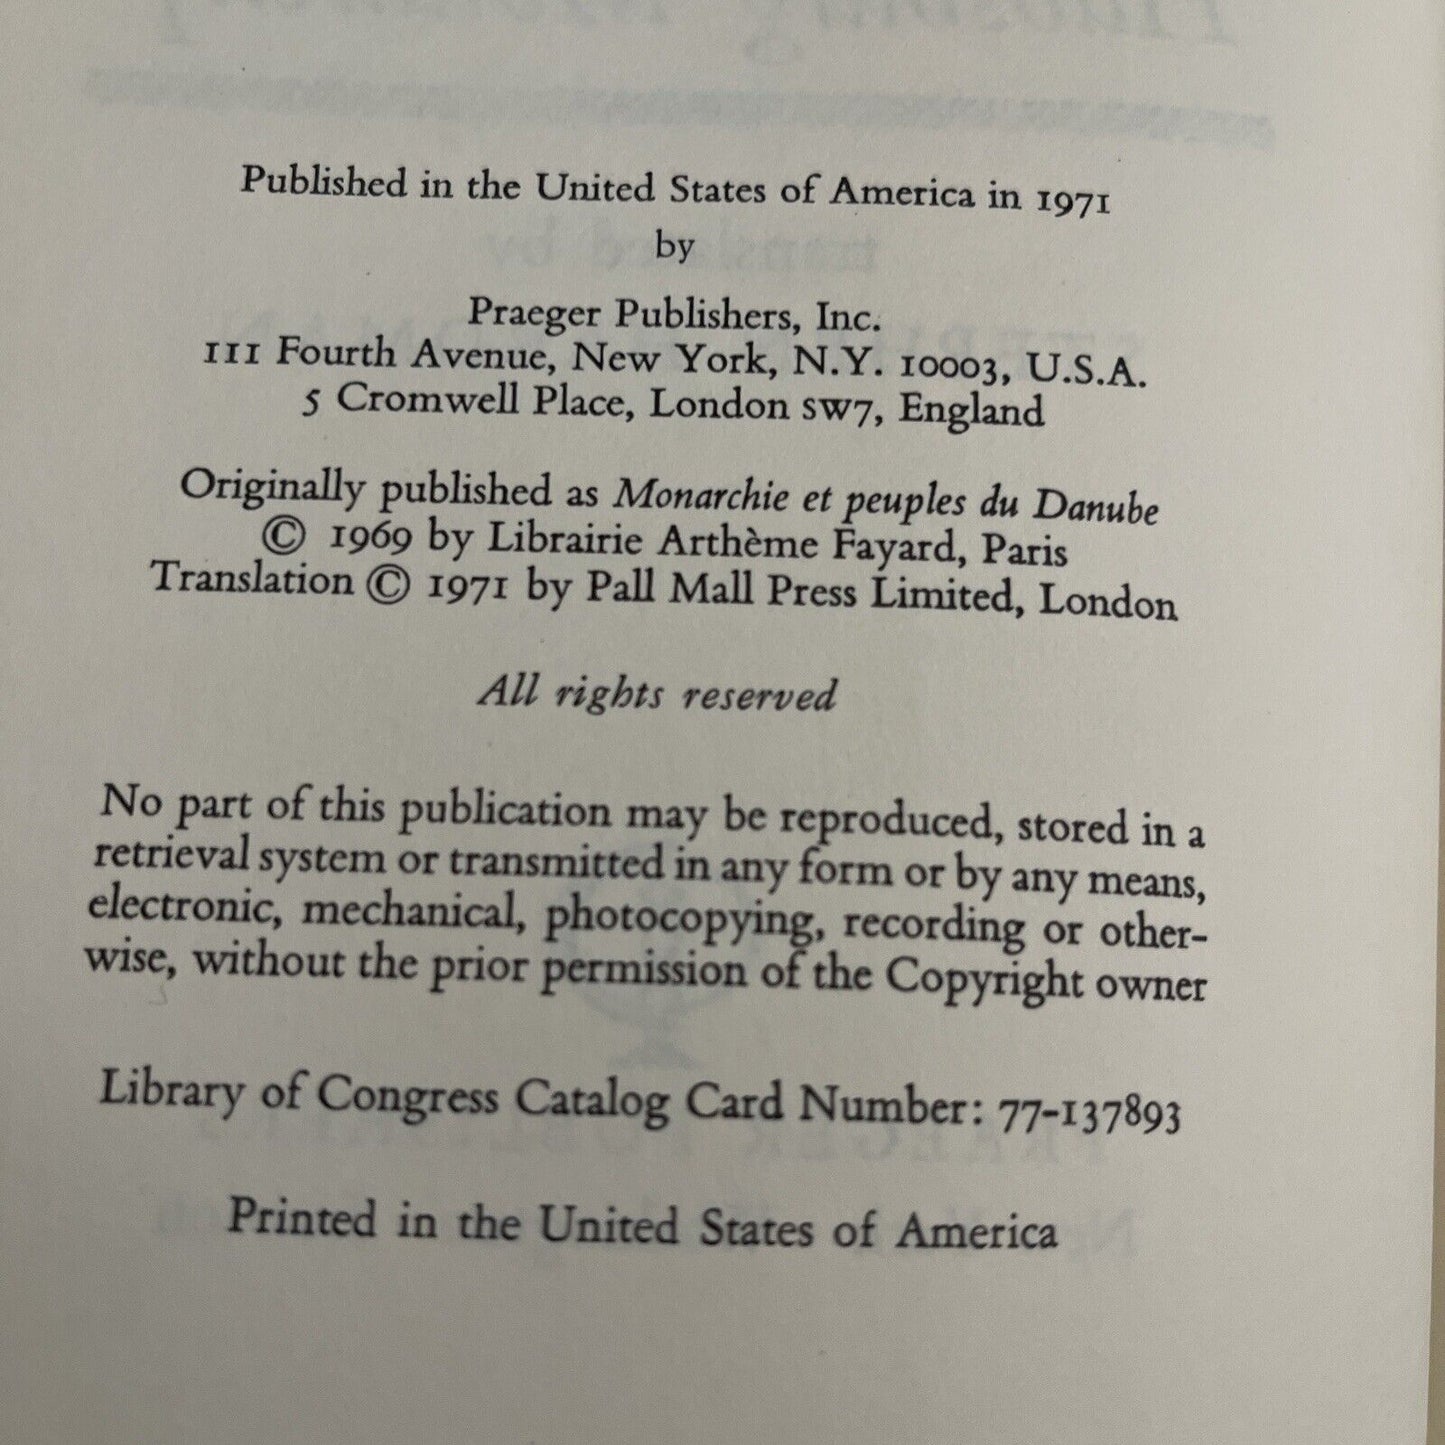 Published in the United States of America in 1971
by
Praeger Publishers, Inc.
111 Fourth Avenue, New York, N.Y. 10003, U.S.A.
5 Cromwell Place, London SW7, England
Originally published as Monarchie et peuples du Danube
© 1969 by Librairie Arthème Fayard, Paris
Translation © 1971 by Pall Mall Press Limited, London
All rights reserved
No part of this publication may be reproduced, stored in a
retrieval system or transmitted in any form or by any means,
electronic, mechanical, photocopying, recording or other-
wise, without the prior permission of the Copyright owner
Library of Congress Catalog Card Number: 77-137893
Printed in the United States of America